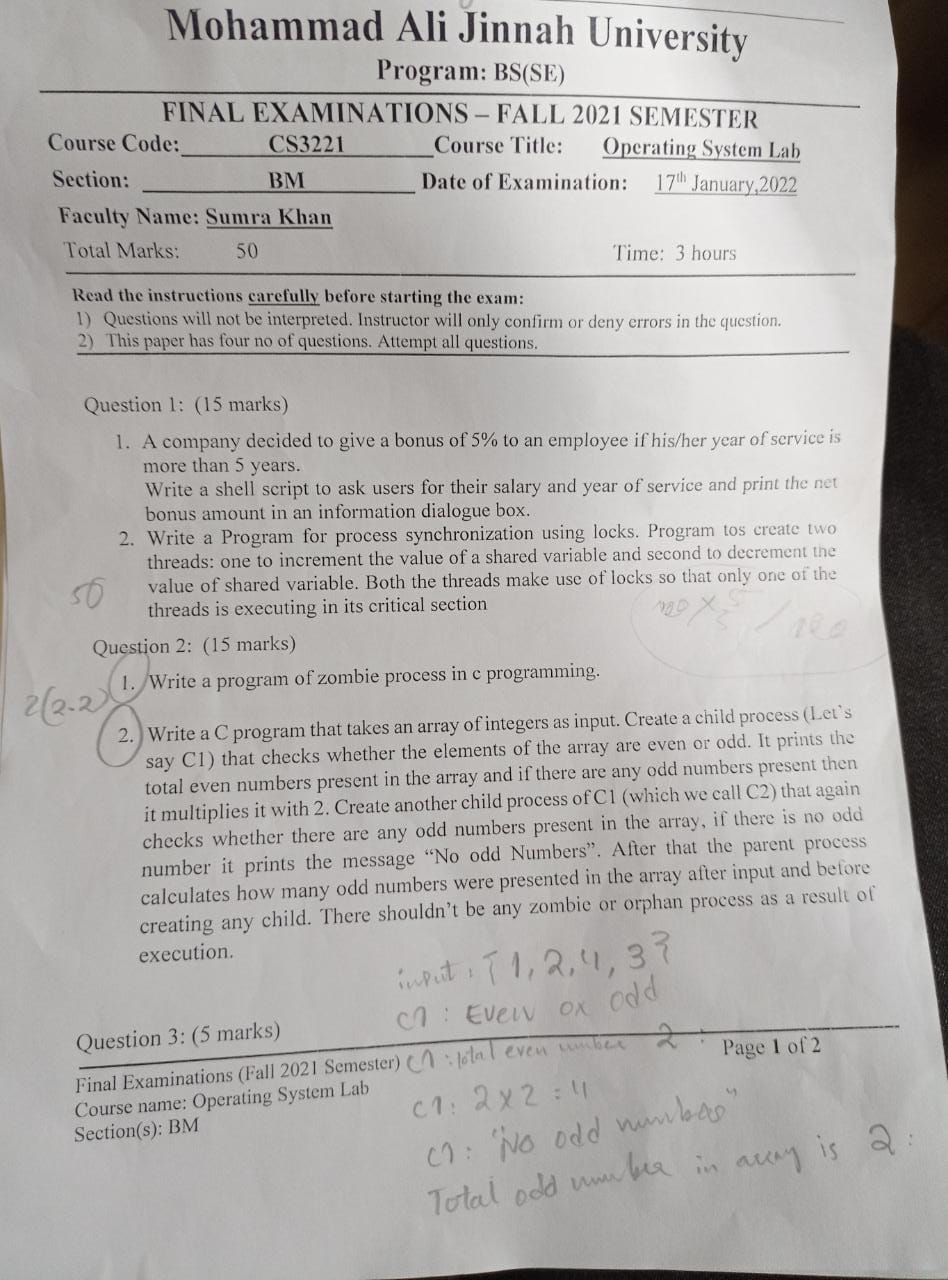 Mohammad Ali Jinnah University
Program: BS(SE)
FINAL EXAMINATIONS – FALL 2021 SEMESTER
Course Code: CS3221 Course Title: Operating System Lab
Section: BM Date of Examination: 17th January,2022
Faculty Name: Sumra Khan
Total Marks: 50 Time: 3 hours
Read the instructions carefully before starting the exam:
1) Questions will not be interpreted. Instructor will only confirm or deny errors in the question.
2) This paper has four no of questions. Attempt all questions.
Question 1: (15 marks)
1. A company decided to give a bonus of 5% to an employee if his/her year of service is
more than 5 years.
Write a shell script to ask users for their salary and year of service and print the net
bonus amount in an information dialogue box.
2. Write a Program for process synchronization using locks. Program tos create two
threads: one to increment the value of a shared variable and second to decrement the
value of shared variable. Both the threads make use of locks so that only one of the
threads is executing in its critical section
50
Question 2: (15 marks)
1. Write a program of zombie process in c programming.
2(2-2)
2. Write a C program that takes an array of integers as input. Create a child process (Let's
say C1) that checks whether the elements of the array are even or odd. It prints the
total even numbers present in the array and if there are any odd numbers present then
it multiplies it with 2. Create another child process of C1 (which we call C2) that again
checks whether there are any odd numbers present in the array, if there is no odd
number it prints the message “No odd Numbers”. After that the parent process
calculates how many odd numbers were presented in the array after input and before
creating any child. There shouldn't be any zombie or orphan process as a result of
execution.
input : {1,2,4,3}
C1 : Even or odd
Question 3: (5 marks)
C1 : total even number 2
Final Examinations (Fall 2021 Semester) Page 1 of 2
Course name: Operating System Lab
C1: 2x2=4
Section(s): BM
C1: "No odd numbers"
Total odd number in array is 2: